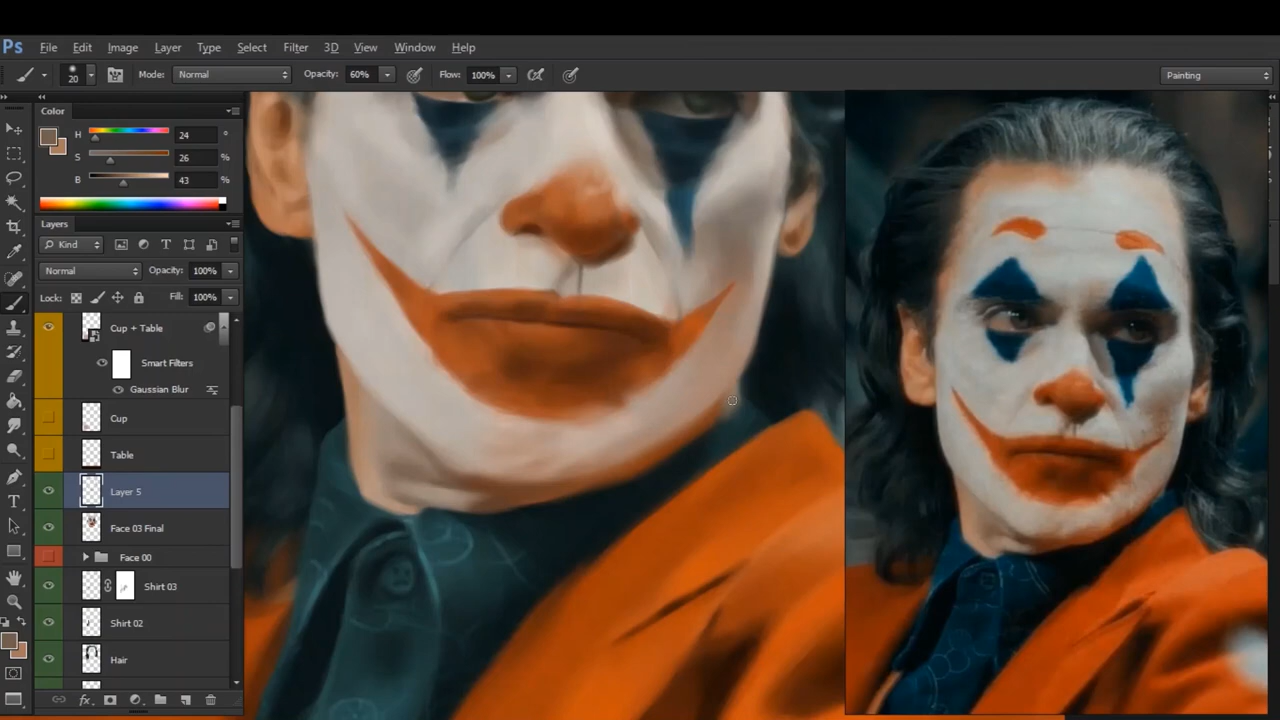 Ps File Edit Image Layer Type Select Filter 3D View Window Help
20 Mode: Normal Opacity: 60% Flow: 100% Painting
Color
H 24 °
S 26 %
B 43 %
Layers
Kind
Normal Opacity: 100%
Lock: Fill: 100%
Cup + Table
Smart Filters
Gaussian Blur
Cup
Table
Layer 5
Face 03 Final
Face 00
Shirt 03
Shirt 02
Hair
fx